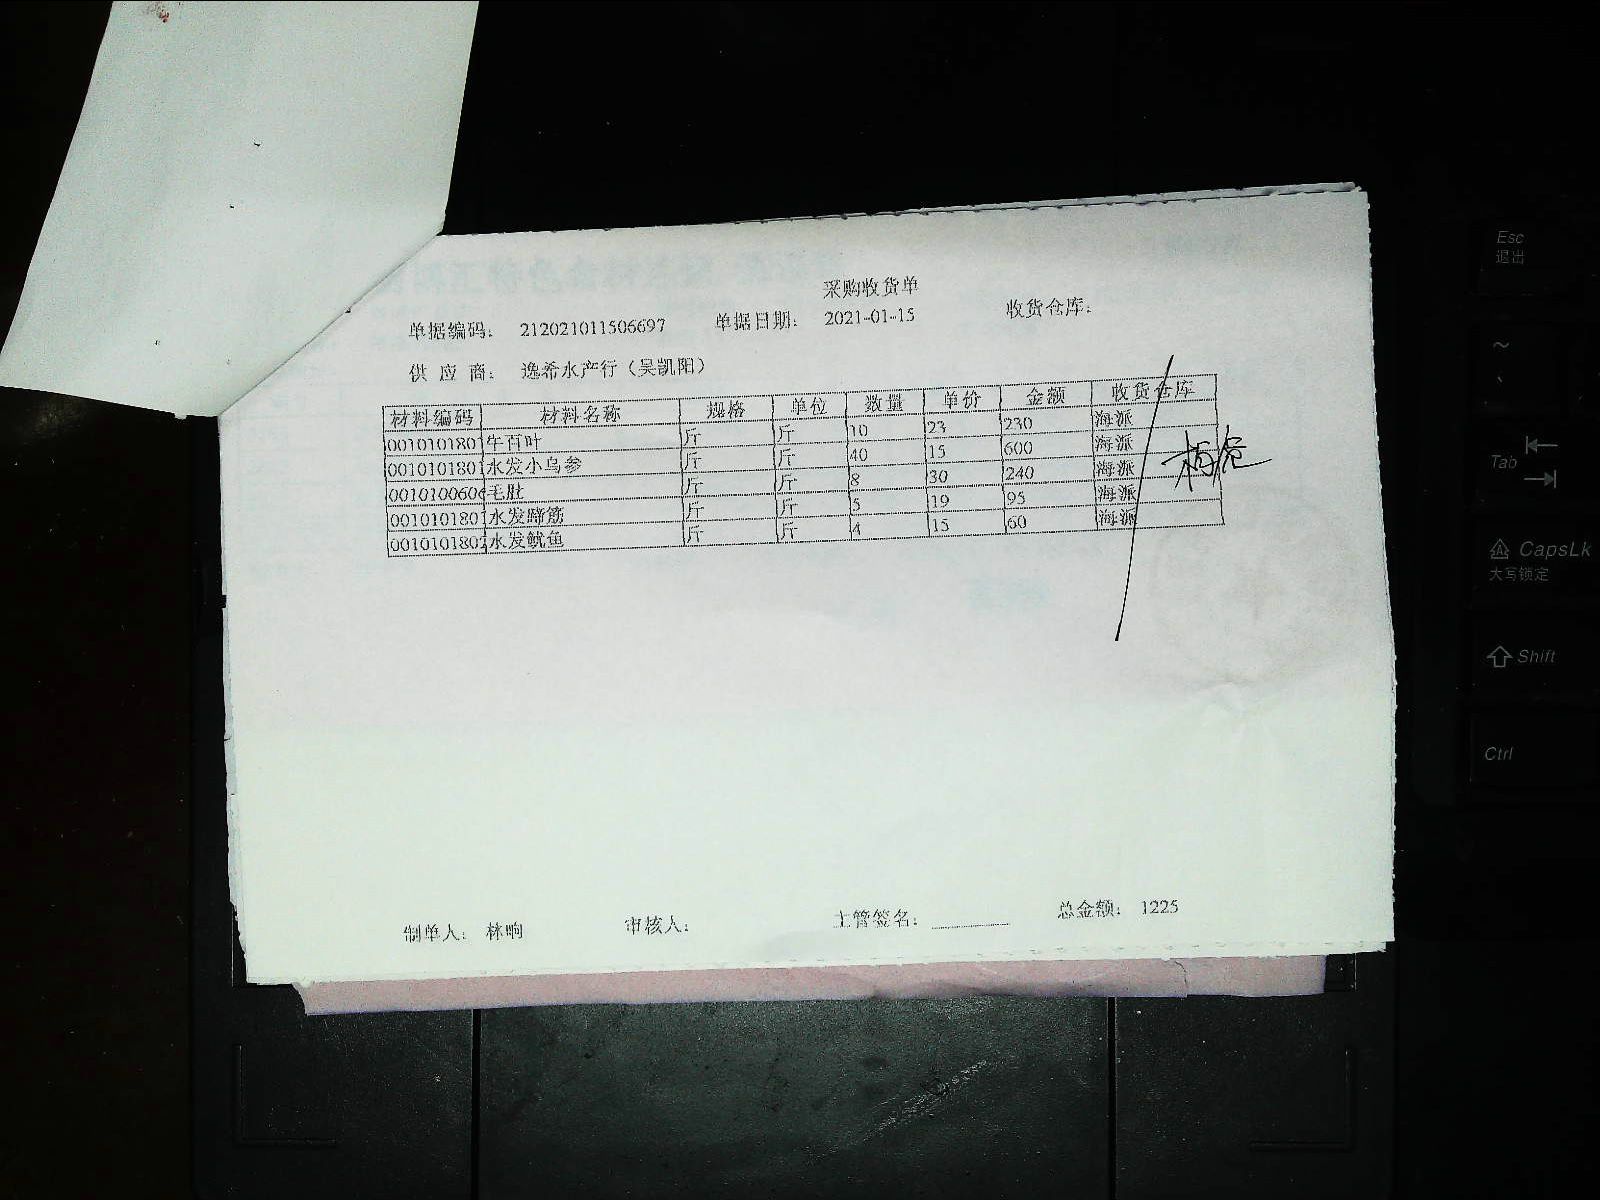 采购收货单
单据编码: 212021011506697 单据日期: 2021-01-15 收货仓库:
供 应 商: 逸希水产行（吴凯阳）
材料编码 材料名称 规格 单位 数量 单价 金额 收货仓库
0010101801 牛百叶 斤 斤 10 23 230 海派
0010101801 水发小乌参 斤 斤 40 15 600 海派
0010100606 毛肚 斤 斤 8 30 240 海派
0010101801 水发蹄筋 斤 斤 5 19 95 海派
0010101802 水发鱿鱼 斤 斤 4 15 60 海派
制单人: 林晌 审核人: 主管签名: 总金额: 1225
Esc
退出
~
Tab
CapsLk
大写锁定
Shift
Ctrl